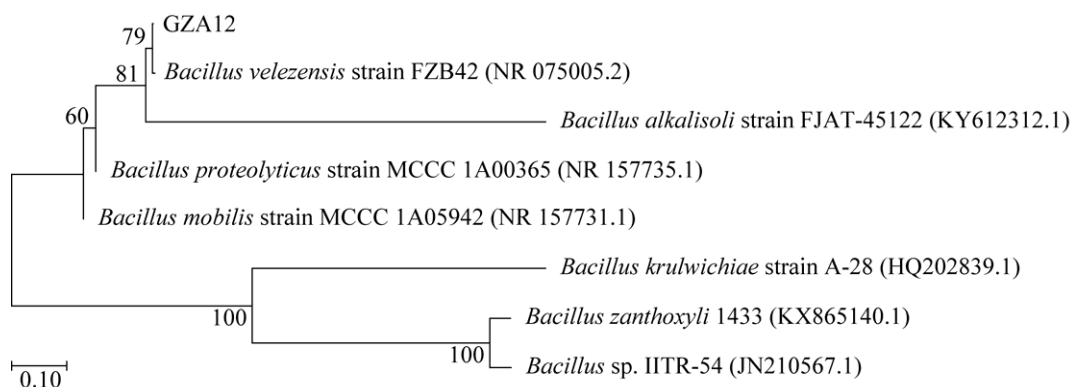 GZA12
79
Bacillus velezensis strain FZB42 (NR 075005.2)
81
60
Bacillus alkalisoli strain FJAT-45122 (KY612312.1)
Bacillus proteolyticus strain MCCC 1A00365 (NR 157735.1)
Bacillus mobilis strain MCCC 1A05942 (NR 157731.1)
Bacillus krulwichiae strain A-28 (HQ202839.1)
100
Bacillus zanthoxyli 1433 (KX865140.1)
100
Bacillus sp. IITR-54 (JN210567.1)
0.10